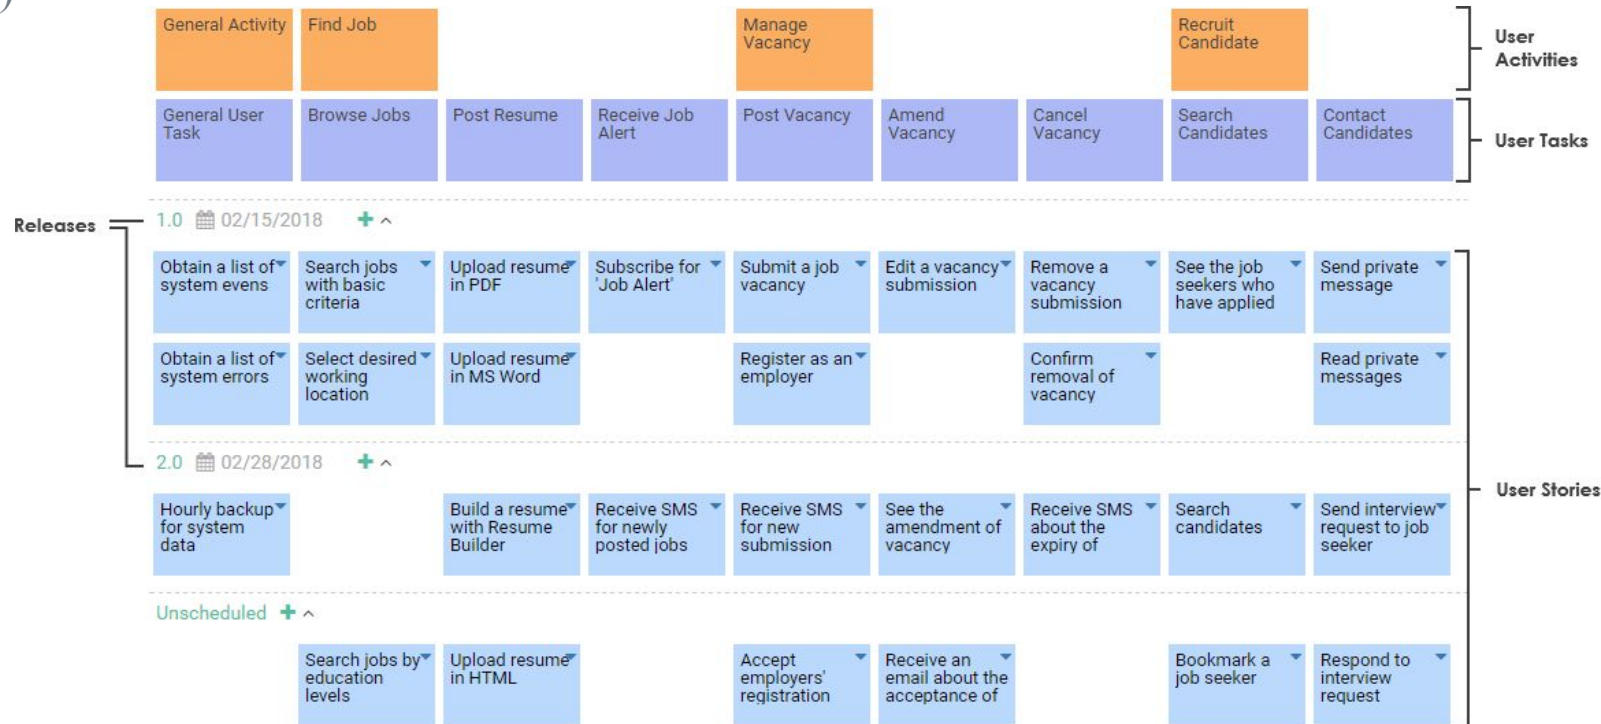 General Activity
Find Job
Manage
Vacancy
Recruit
Candidate
User
Activities
General User
Task
Browse Jobs
Post Resume
Receive Job
Alert
Post Vacancy
Amend
Vacancy
Cancel
Vacancy
Search
Candidates
Contact
Candidates
User Tasks
Releases
1.0 02/15/2018
Obtain a list of
system evens
Search jobs
with basic
criteria
Upload resume
in PDF
Subscribe for
'Job Alert'
Submit a job
vacancy
Edit a vacancy
submission
Remove a
vacancy
submission
See the job
seekers who
have applied
Send private
message
Obtain a list of
system errors
Select desired
working
location
Upload resume
in MS Word
Register as an
employer
Confirm
removal of
vacancy
Read private
messages
2.0 02/28/2018
User Stories
Hourly backup
for system
data
Build a resume
with Resume
Builder
Receive SMS
for newly
posted jobs
Receive SMS
for new
submission
See the
amendment of
vacancy
Receive SMS
about the
expiry of
Search
candidates
Send interview
request to job
seeker
Unscheduled
Search jobs by
education
levels
Upload resume
in HTML
Accept
employers'
registration
Receive an
email about the
acceptance of
Bookmark a
job seeker
Respond to
interview
request